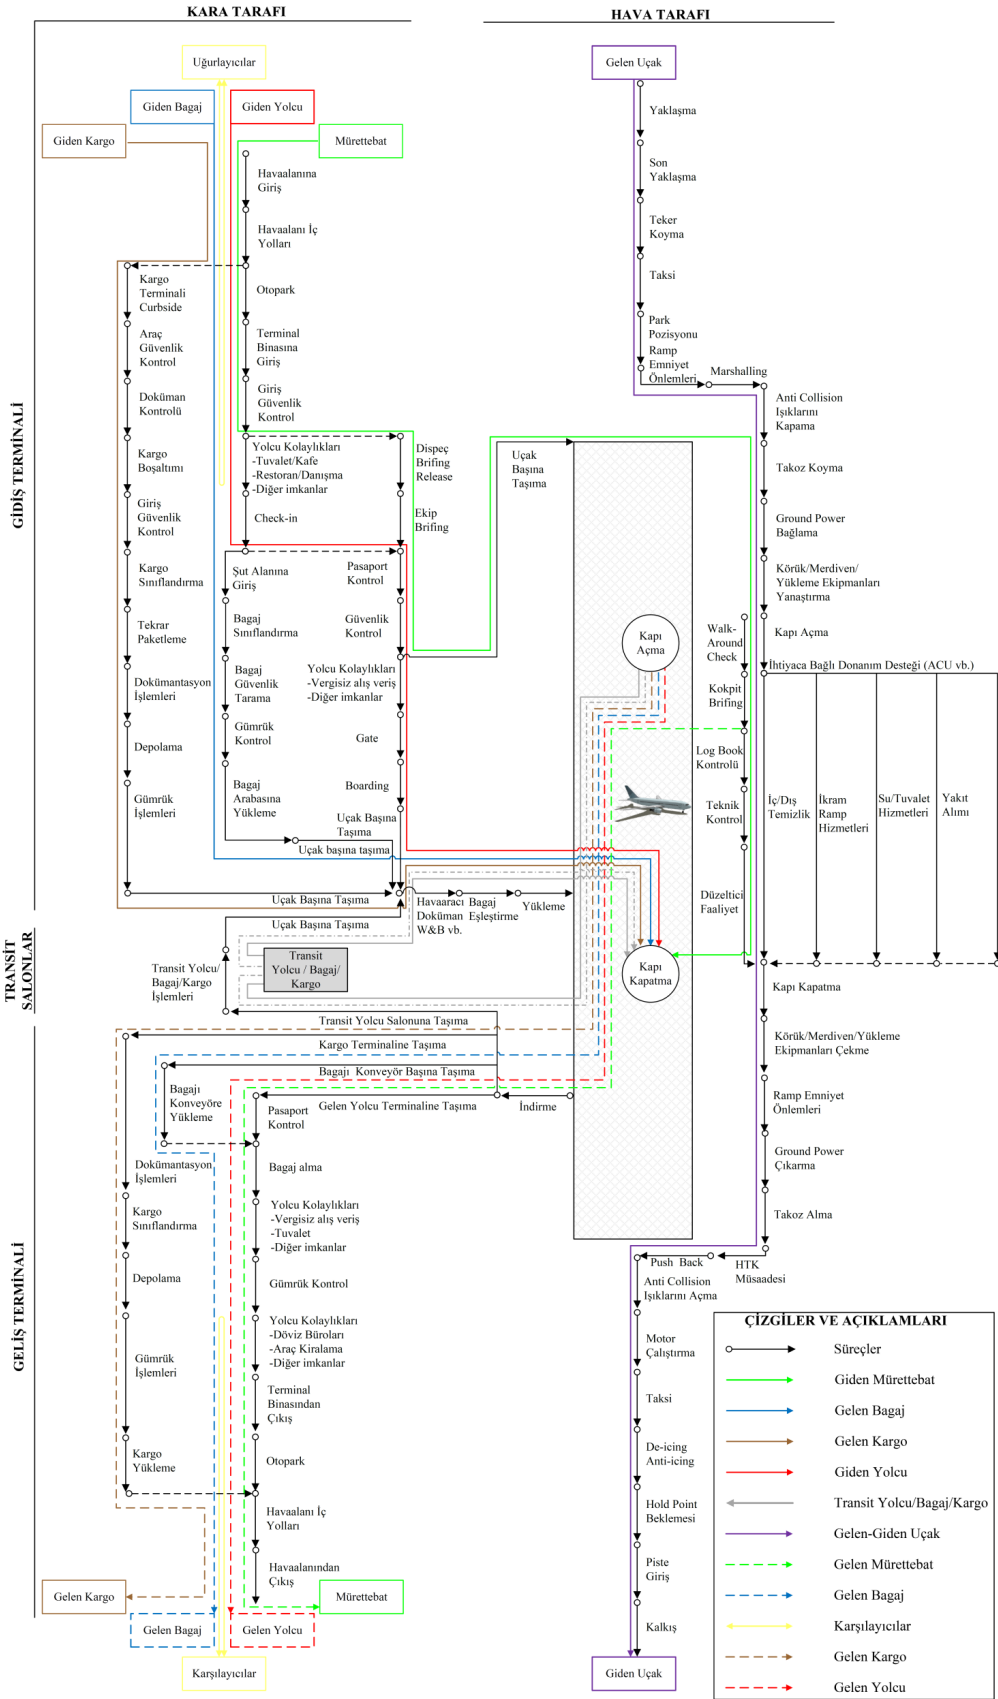 KARA TARAFI
HAVA TARAFI
Uğurlayıcılar
Gelen Uçak
Giden Bagaj
Giden Yolcu
Giden Kargo
Mürettebat
GİDİŞ TERMİNALİ
TRANSİT
SALONLAR
GELİŞ TERMİNALİ
Havaalanına
Giriş
Havaalanı İç
Yolları
Otopark
Terminal
Binasına
Giriş
Giriş
Güvenlik
Kontrol
Yolcu Kolaylıkları
-Tuvalet/Kafe
-Restoran/Danışma
-Diğer imkanlar
Check-in
Kargo
Terminali
Curbside
Araç
Güvenlik
Kontrol
Doküman
Kontrolü
Kargo
Boşaltımı
Giriş
Güvenlik
Kontrol
Kargo
Sınıflandırma
Tekrar
Paketleme
Dokümantasyon
İşlemleri
Depolama
Gümrük
İşlemleri
Şut Alanına
Giriş
Bagaj
Sınıflandırma
Bagaj
Güvenlik
Tarama
Gümrük
Kontrol
Bagaj
Arabasına
Yükleme
Dispeç
Brifing
Release
Ekip
Brifing
Pasaport
Kontrol
Güvenlik
Kontrol
Yolcu Kolaylıkları
-Vergisiz alış veriş
-Diğer imkanlar
Gate
Boarding
Uçak Başına
Taşıma
Uçak başına taşıma
Uçak Başına Taşıma
Havaaracı
Doküman
W&B vb.
Bagaj
Eşleştirme
Yükleme
Uçak
Başına
Taşıma
Yaklaşma
Son
Yaklaşma
Teker
Koyma
Taksi
Park
Pozisyonu
Ramp
Emniyet
Önlemleri
Marshalling
Anti Collision
Işıklarını
Kapama
Takoz Koyma
Ground Power
Bağlama
Körük/Merdiven/
Yükleme Ekipmanları
Yanaştırma
Kapı Açma
İhtiyaca Bağlı Donanım Desteği (ACU vb.)
Kapı
Açma
Walk-
Around
Check
Kokpit
Brifing
Log Book
Kontrolü
Teknik
Kontrol
Düzeltici
Faaliyet
İç/Dış
Temizlik
İkram
Ramp
Hizmetleri
Su/Tuvalet
Hizmetleri
Yakıt
Alımı
Kapı
Kapatma
Uçak Başına Taşıma
Transit
Yolcu / Bagaj/
Kargo
Transit Yolcu/
Bagaj/Kargo
İşlemleri
Transit Yolcu Salonuna Taşıma
Kargo Terminaline Taşıma
Bagajı Konveyör Başına Taşıma
Gelen Yolcu Terminaline Taşıma
İndirme
Bagajı
Konveyöre
Yükleme
Pasaport
Kontrol
Bagaj alma
Yolcu Kolaylıkları
-Vergisiz alış veriş
-Tuvalet
-Diğer imkanlar
Gümrük Kontrol
Yolcu Kolaylıkları
-Döviz Büroları
-Araç Kiralama
-Diğer imkanlar
Terminal
Binasından
Çıkış
Otopark
Havaalanı İç
Yolları
Havaalanından
Çıkış
Dokümantasyon
İşlemleri
Kargo
Sınıflandırma
Depolama
Gümrük
İşlemleri
Kargo
Yükleme
Kapı Kapatma
Körük/Merdiven/Yükleme
Ekipmanları Çekme
Ramp Emniyet
Önlemleri
Ground Power
Çıkarma
Takoz Alma
HTK
Müsaadesi
Push Back
Anti Collision
Işıklarını Açma
Motor
Çalıştırma
Taksi
De-icing
Anti-icing
Hold Point
Beklemesi
Piste
Giriş
Kalkış
Gelen Kargo
Mürettebat
Gelen Bagaj
Gelen Yolcu
Karşılayıcılar
Giden Uçak
ÇİZGİLER VE AÇIKLAMLARI
Süreçler
Giden Mürettebat
Gelen Bagaj
Gelen Kargo
Giden Yolcu
Transit Yolcu/Bagaj/Kargo
Gelen-Giden Uçak
Gelen Mürettebat
Gelen Bagaj
Karşılayıcılar
Gelen Kargo
Gelen Yolcu